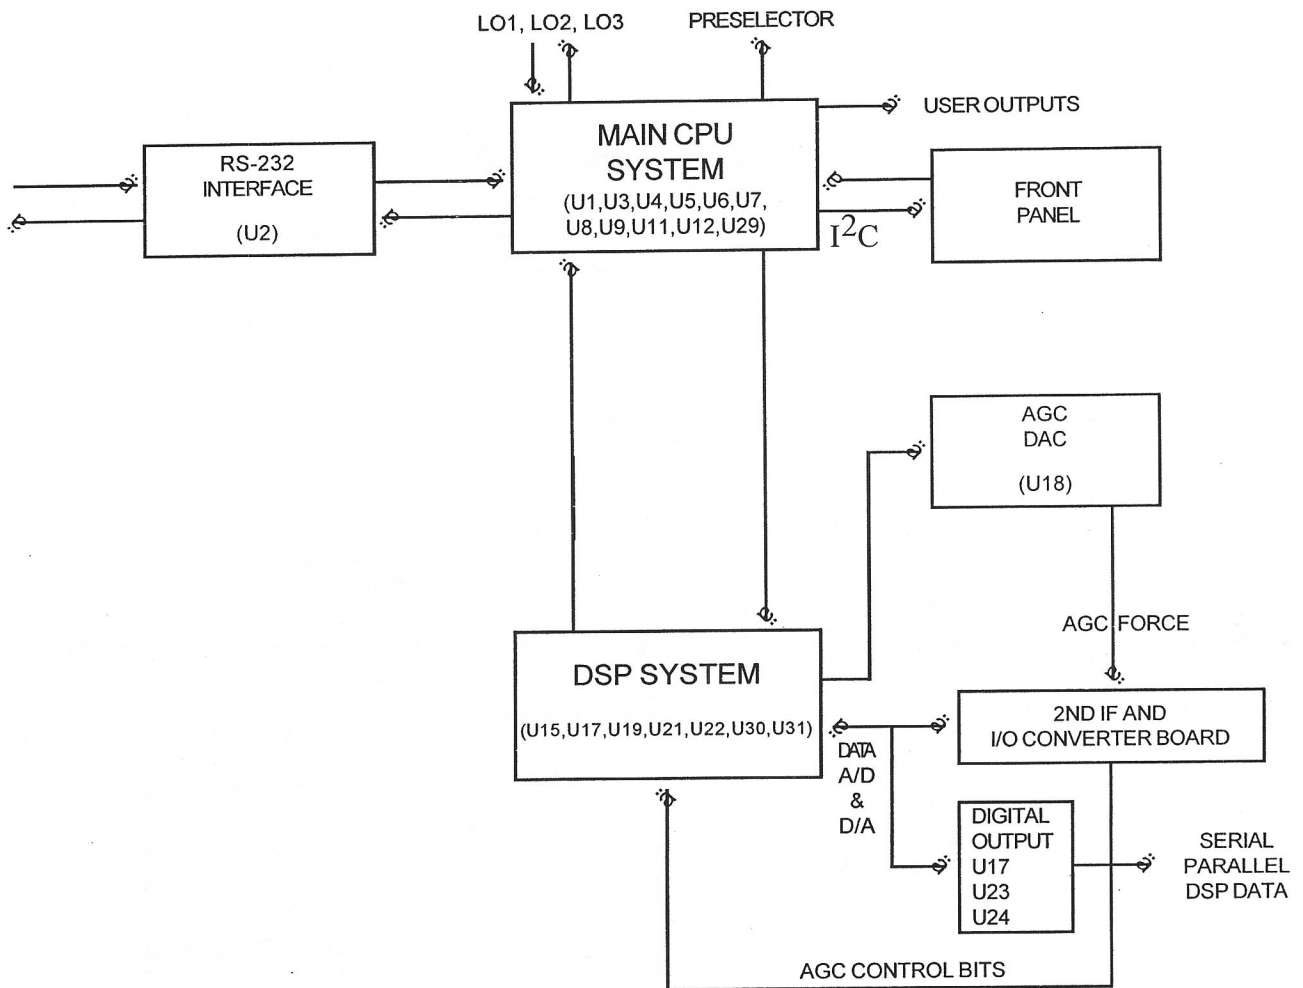 LO1, LO2, LO3
PRESELECTOR
USER OUTPUTS
MAIN CPU
SYSTEM
(U1,U3,U4,U5,U6,U7,
U8,U9,U11,U12,U29)
RS-232
INTERFACE
(U2)
FRONT
PANEL
I²C
AGC
DAC
(U18)
AGC FORCE
DSP SYSTEM
(U15,U17,U19,U21,U22,U30,U31)
2ND IF AND
I/O CONVERTER BOARD
DATA
A/D
&
D/A
DIGITAL
OUTPUT
U17
U23
U24
SERIAL
PARALLEL
DSP DATA
AGC CONTROL BITS